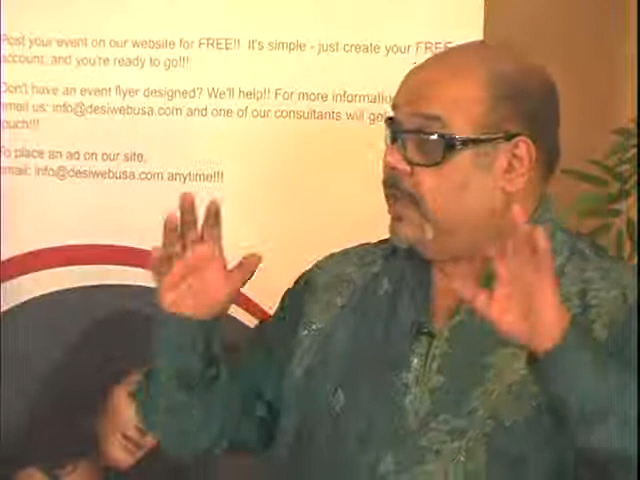 Post your event on our website for FREE!! It's simple - just create your FREE
account, and you're ready to go!!!
Don't have an event flyer designed? We'll help!! For more information
email us: info@desiwebusa.com and one of our consultants will get
touch!!!
To place an ad on our site,
email: info@desiwebusa.com anytime!!!